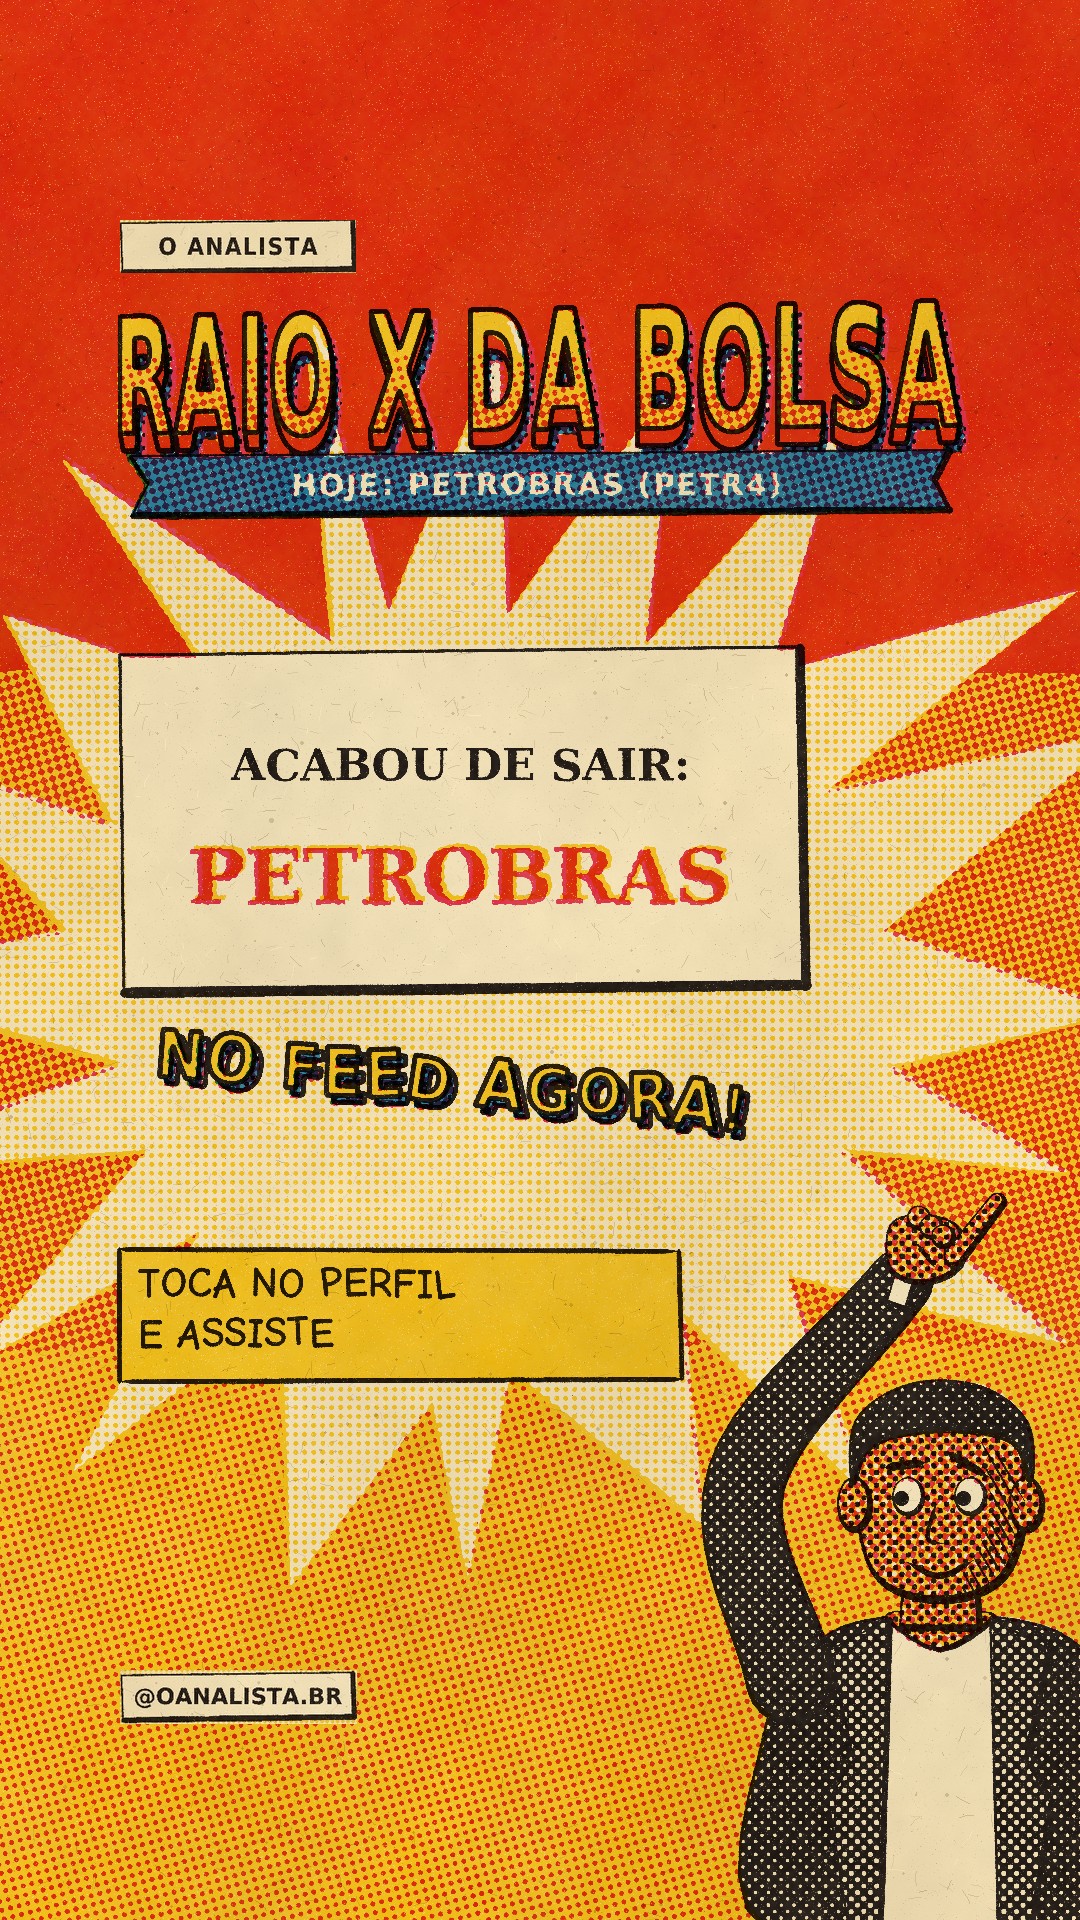 O ANALISTA
RAIO X DA BOLSA
HOJE: PETROBRAS (PETR4)
ACABOU DE SAIR:
PETROBRAS
NO FEED AGORA!
TOCA NO PERFIL
E ASSISTE
@OANALISTA.BR